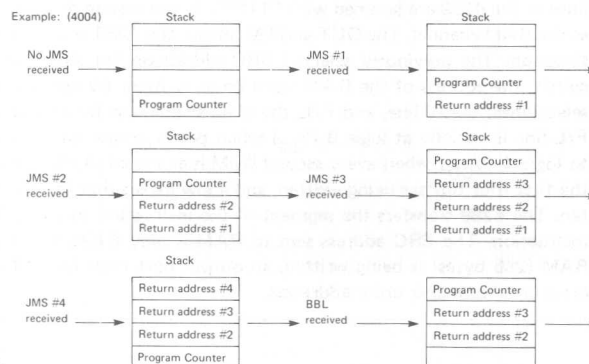 Example: (4004)
Stack
No JMS
received
Program Counter
JMS #1
received
Stack
Program Counter
Return address #1
Stack
JMS #2
received
Program Counter
Return address #2
Return address #1
JMS #3
received
Stack
Program Counter
Return address #3
Return address #2
Return address #1
Stack
JMS #4
received
Return address #4
Return address #3
Return address #2
Program Counter
BBL
received
Program Counter
Return address #3
Return address #2